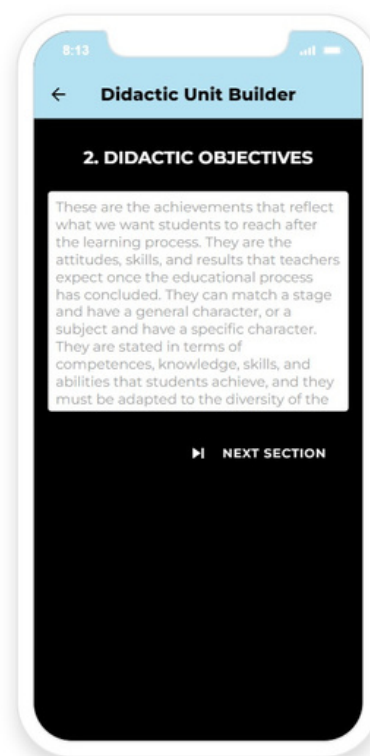 8:13
Didactic Unit Builder
2. DIDACTIC OBJECTIVES
These are the achievements that reflect
what we want students to reach after
the learning process. They are the
attitudes, skills, and results that teachers
expect once the educational process
has concluded. They can match a stage
and have a general character, or a
subject and have a specific character.
They are stated in terms of
competences, knowledge, skills, and
abilities that students achieve, and they
must be adapted to the diversity of the
NEXT SECTION